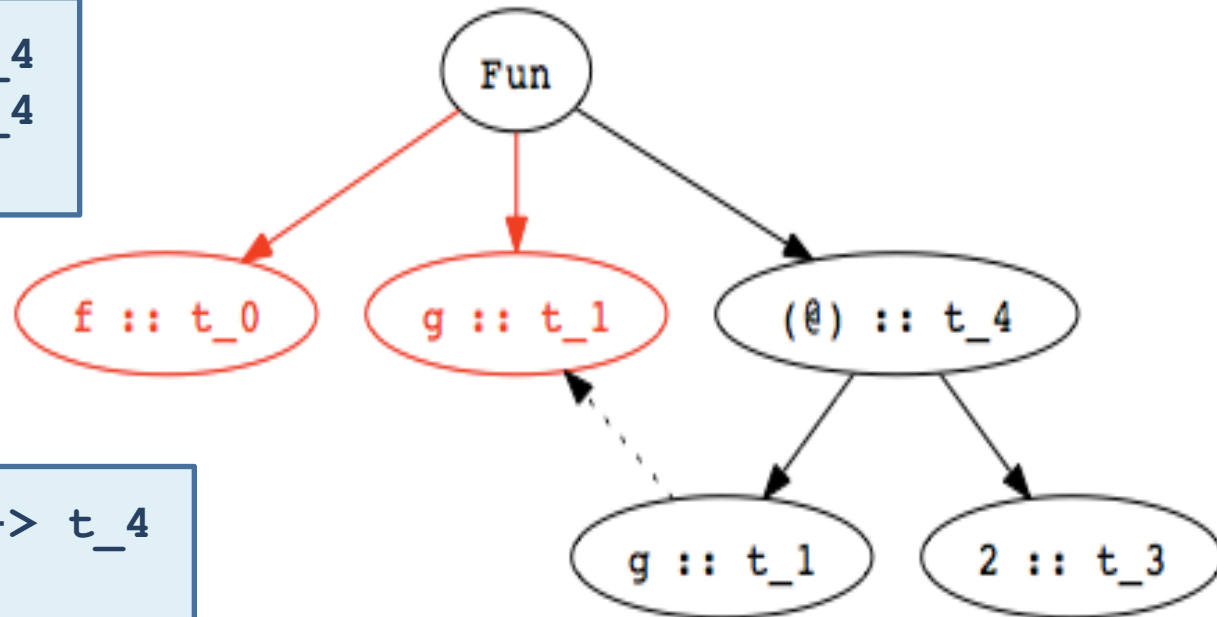 _4
_4
Fun
f :: t_0
g :: t_1
(@) :: t_4
-> t_4
g :: t_1
2 :: t_3